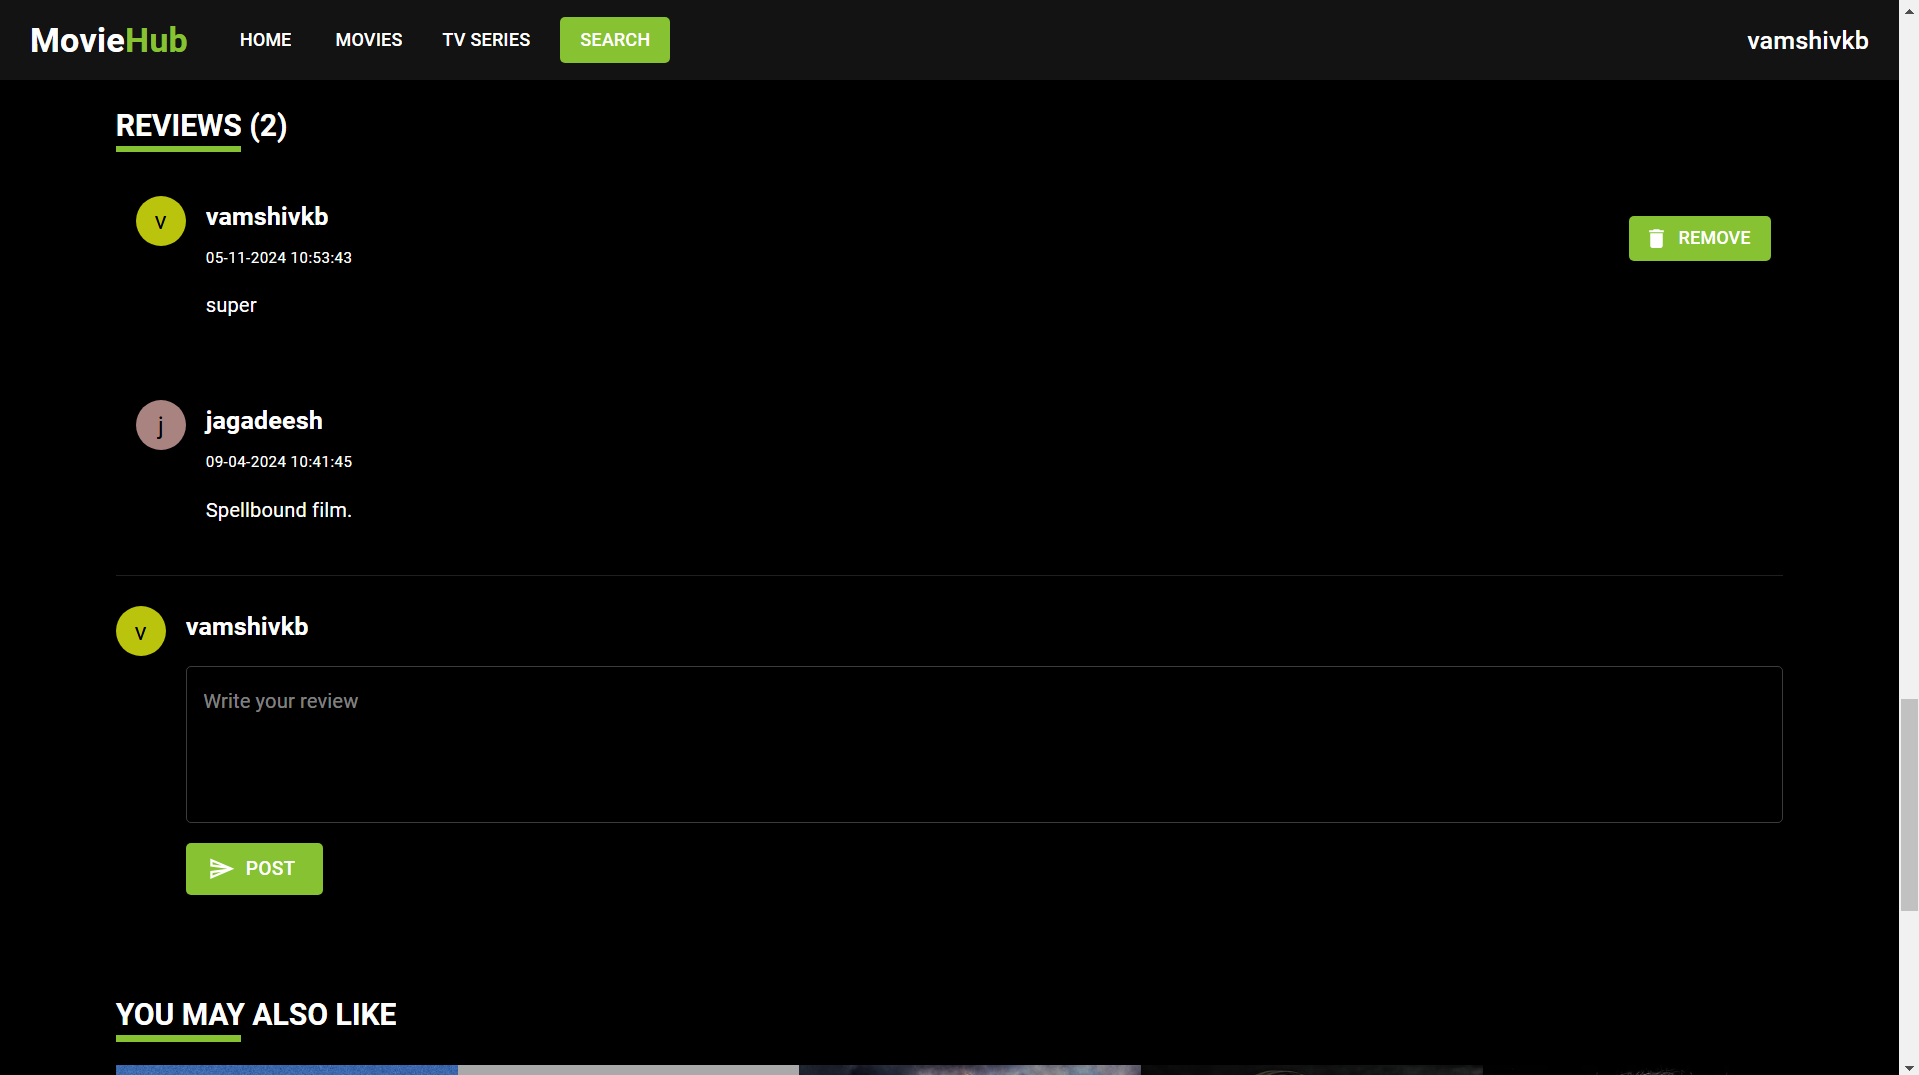 MovieHub HOME MOVIES TV SERIES SEARCH vamshivkb
REVIEWS (2)
v vamshivkb
05-11-2024 10:53:43
REMOVE
super
j jagadeesh
09-04-2024 10:41:45
Spellbound film.
v vamshivkb
Write your review
POST
YOU MAY ALSO LIKE